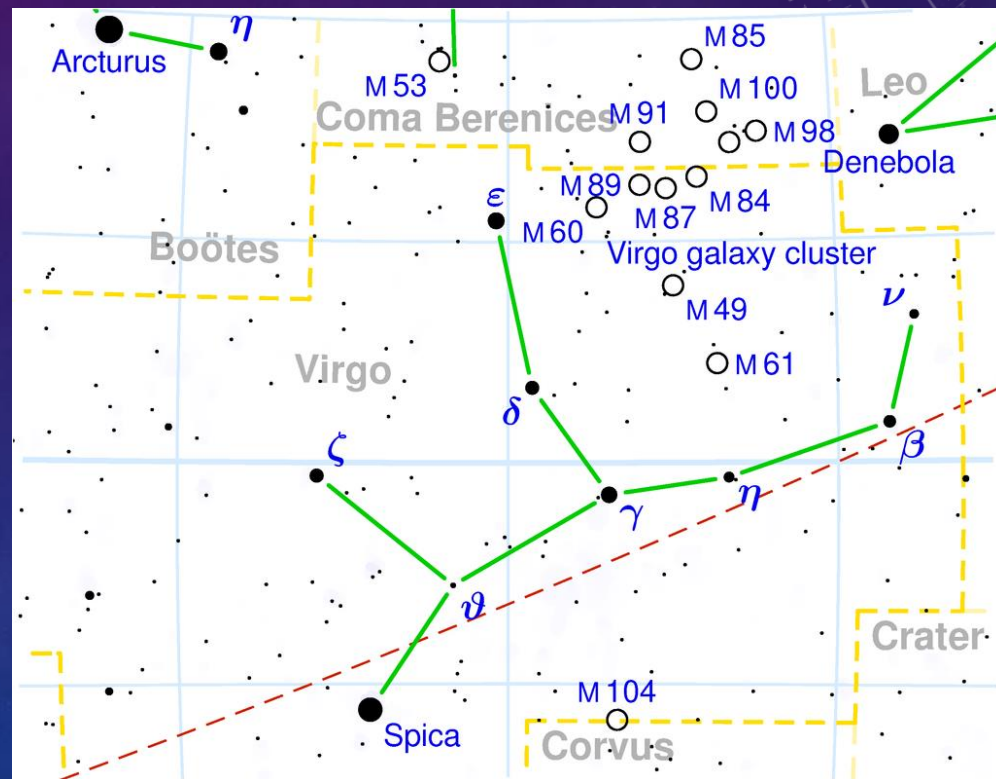 η
M 85
Arcturus
Leo
M 53
M 100
Coma Berenices
M 91
M 98
Denebola
M 89
ε
M 84
M 60
M 87
Boötes
Virgo galaxy cluster
ν
M 49
Virgo
M 61
δ
ζ
β
η
γ
ϑ
Crater
M 104
Spica
Corvus